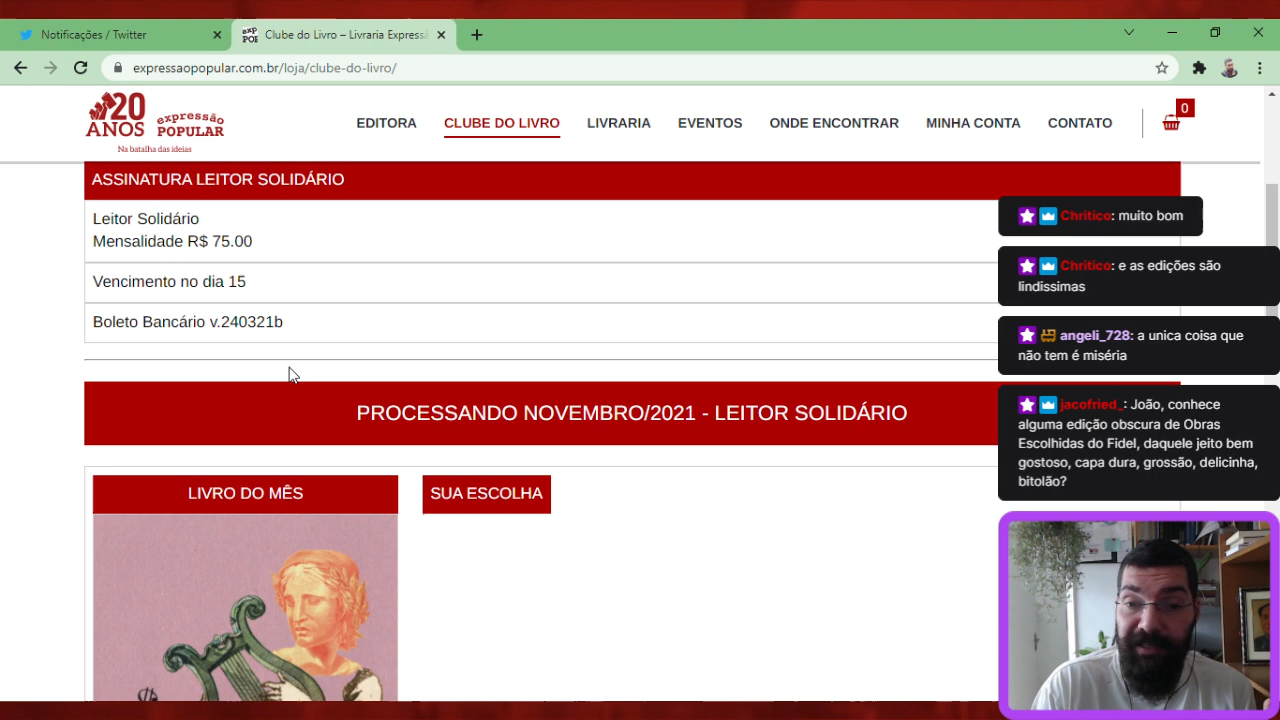 Notificações / Twitter
Clube do Livro – Livraria Express
expressaopopular.com.br/loja/clube-do-livro/
20
ANOS
expressão
POPULAR
Na batalha das ideias
EDITORA
CLUBE DO LIVRO
LIVRARIA
EVENTOS
ONDE ENCONTRAR
MINHA CONTA
CONTATO
0
ASSINATURA LEITOR SOLIDÁRIO
Leitor Solidário
Mensalidade R$ 75.00
Vencimento no dia 15
Boleto Bancário v.240321b
PROCESSANDO NOVEMBRO/2021 - LEITOR SOLIDÁRIO
LIVRO DO MÊS
SUA ESCOLHA
Chritico: muito bom
Chritico: e as edições são
lindissimas
angeli_728: a unica coisa que
não tem é miséria
jacofried_: João, conhece
alguma edição obscura de Obras
Escolhidas do Fidel, daquele jeito bem
gostoso, capa dura, grossão, delicinha,
bitolão?